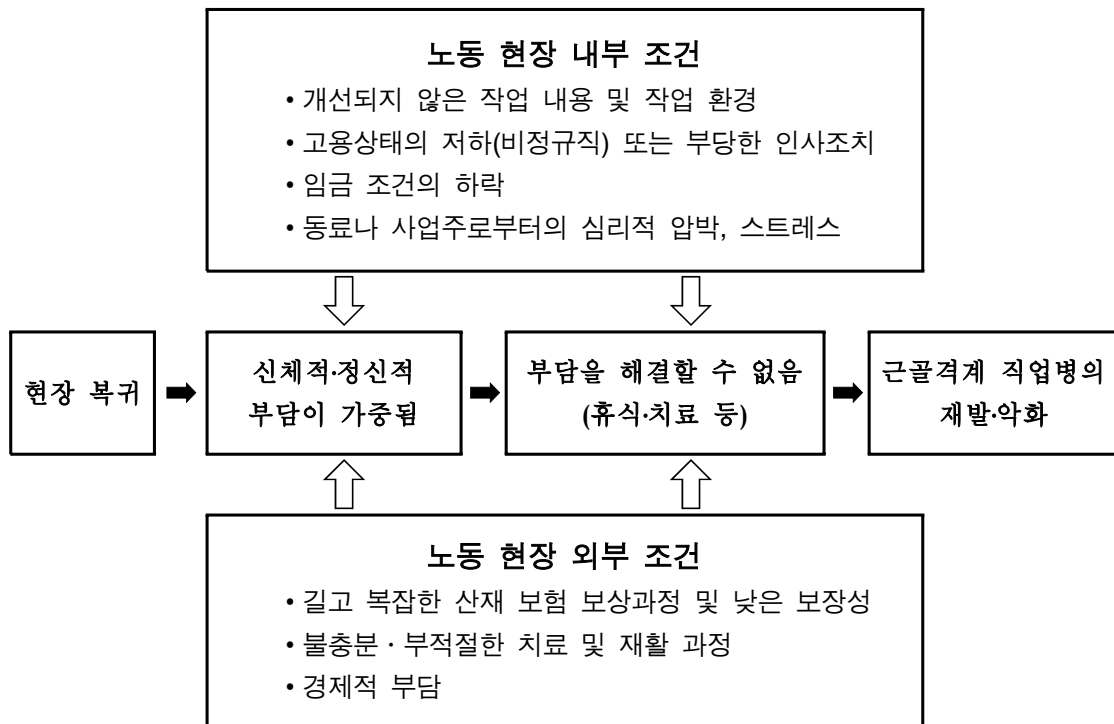 노동 현장 내부 조건
• 개선되지 않은 작업 내용 및 작업 환경
• 고용상태의 저하(비정규직) 또는 부당한 인사조치
• 임금 조건의 하락
• 동료나 사업주로부터의 심리적 압박, 스트레스
현장 복귀
신체적·정신적
부담이 가중됨
부담을 해결할 수 없음
(휴식·치료 등)
근골격계 직업병의
재발·악화
노동 현장 외부 조건
• 길고 복잡한 산재 보험 보상과정 및 낮은 보장성
• 불충분 · 부적절한 치료 및 재활 과정
• 경제적 부담